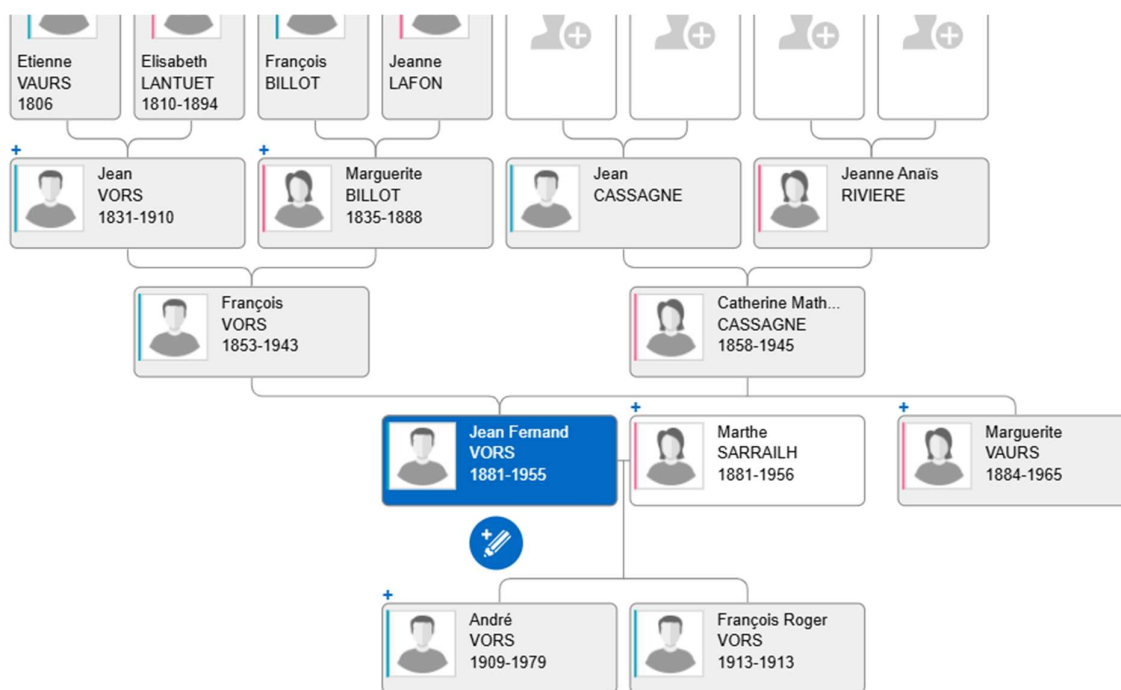 Etienne
VAURS
1806
Elisabeth
LANTUET
1810-1894
François
BILLOT
Jeanne
LAFON
Jean
VORS
1831-1910
Marguerite
BILLOT
1835-1888
Jean
CASSAGNE
Jeanne Anaïs
RIVIERE
François
VORS
1853-1943
Catherine Math...
CASSAGNE
1858-1945
Jean Fernand
VORS
1881-1955
Marthe
SARRAILH
1881-1956
Marguerite
VAURS
1884-1965
André
VORS
1909-1979
François Roger
VORS
1913-1913